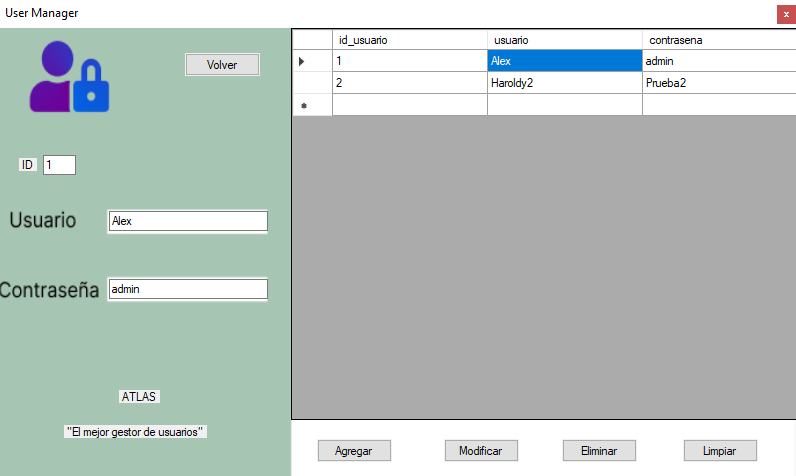 User Manager
x
Volver
ID 1
Usuario Alex
Contraseña admin
ATLAS
"El mejor gestor de usuarios"
id_usuario usuario contrasena
1 Alex admin
2 Haroldy2 Prueba2
Agregar Modificar Eliminar Limpiar